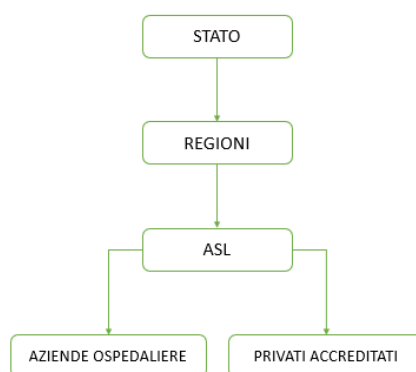 STATO
REGIONI
ASL
AZIENDE OSPEDALIERE
PRIVATI ACCREDITATI